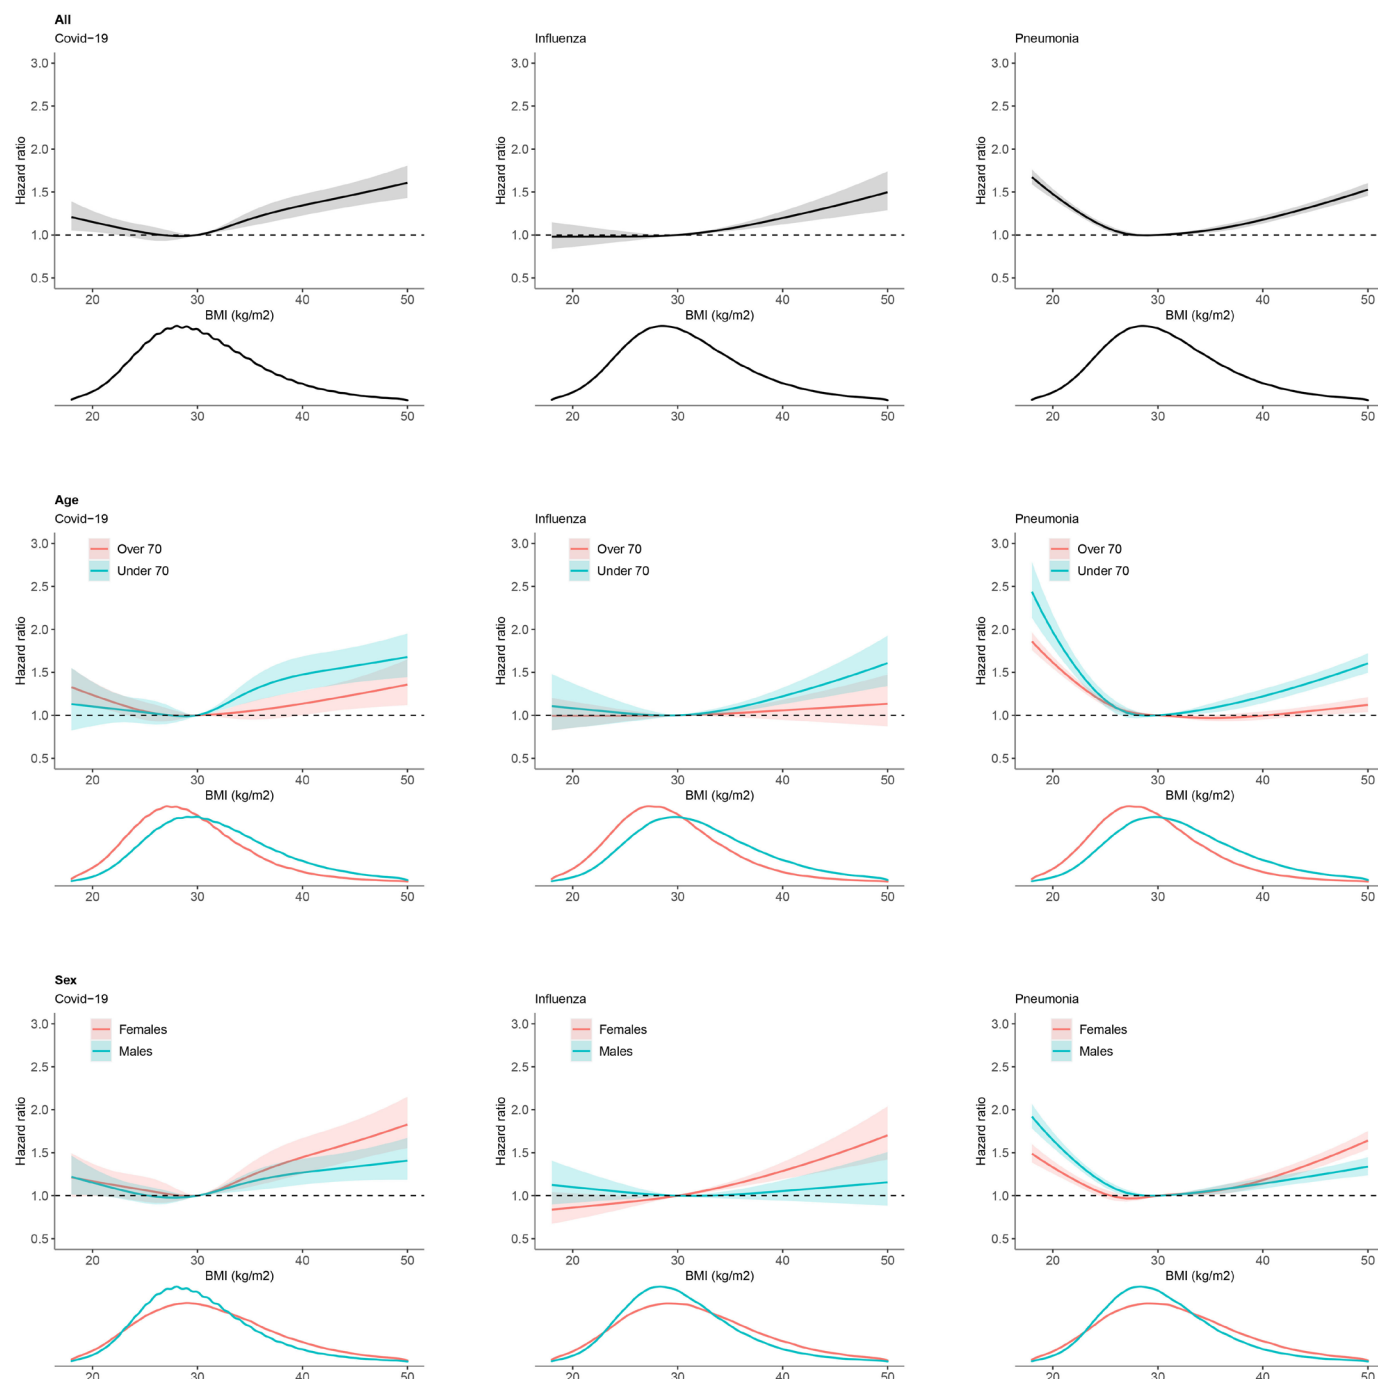 All
Covid−19 Influenza Pneumonia
3.0 3.0 3.0
2.5 2.5 2.5
2.0 2.0 2.0
Hazard ratio Hazard ratio Hazard ratio
1.5 1.5 1.5
1.0 1.0 1.0
0.5 0.5 0.5
20 30 40 50 20 30 40 50 20 30 40 50
BMI (kg/m2) BMI (kg/m2) BMI (kg/m2)
20 30 40 50 20 30 40 50 20 30 40 50
Age
Covid−19 Influenza Pneumonia
3.0 Over 70 3.0 Over 70 3.0 Over 70
2.5 Under 70 2.5 Under 70 2.5 Under 70
2.0 2.0 2.0
Hazard ratio Hazard ratio Hazard ratio
1.5 1.5 1.5
1.0 1.0 1.0
0.5 0.5 0.5
20 30 40 50 20 30 40 50 20 30 40 50
BMI (kg/m2) BMI (kg/m2) BMI (kg/m2)
20 30 40 50 20 30 40 50 20 30 40 50
Sex
Covid−19 Influenza Pneumonia
3.0 Females 3.0 Females 3.0 Females
2.5 Males 2.5 Males 2.5 Males
2.0 2.0 2.0
Hazard ratio Hazard ratio Hazard ratio
1.5 1.5 1.5
1.0 1.0 1.0
0.5 0.5 0.5
20 30 40 50 20 30 40 50 20 30 40 50
BMI (kg/m2) BMI (kg/m2) BMI (kg/m2)
20 30 40 50 20 30 40 50 20 30 40 50